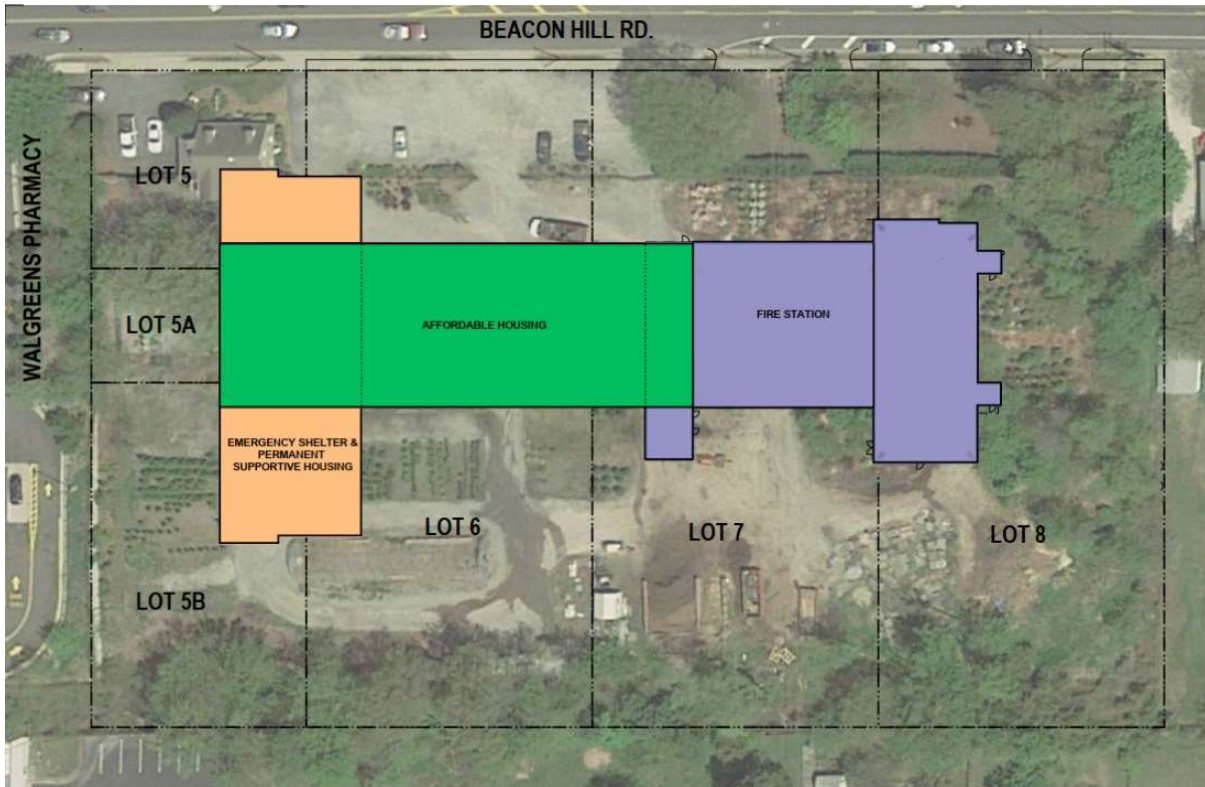 BEACON HILL RD.
WALGREENS PHARMACY
LOT 5
LOT 5A
AFFORDABLE HOUSING
FIRE STATION
EMERGENCY SHELTER &
PERMANENT
SUPPORTIVE HOUSING
LOT 6
LOT 7
LOT 8
LOT 5B